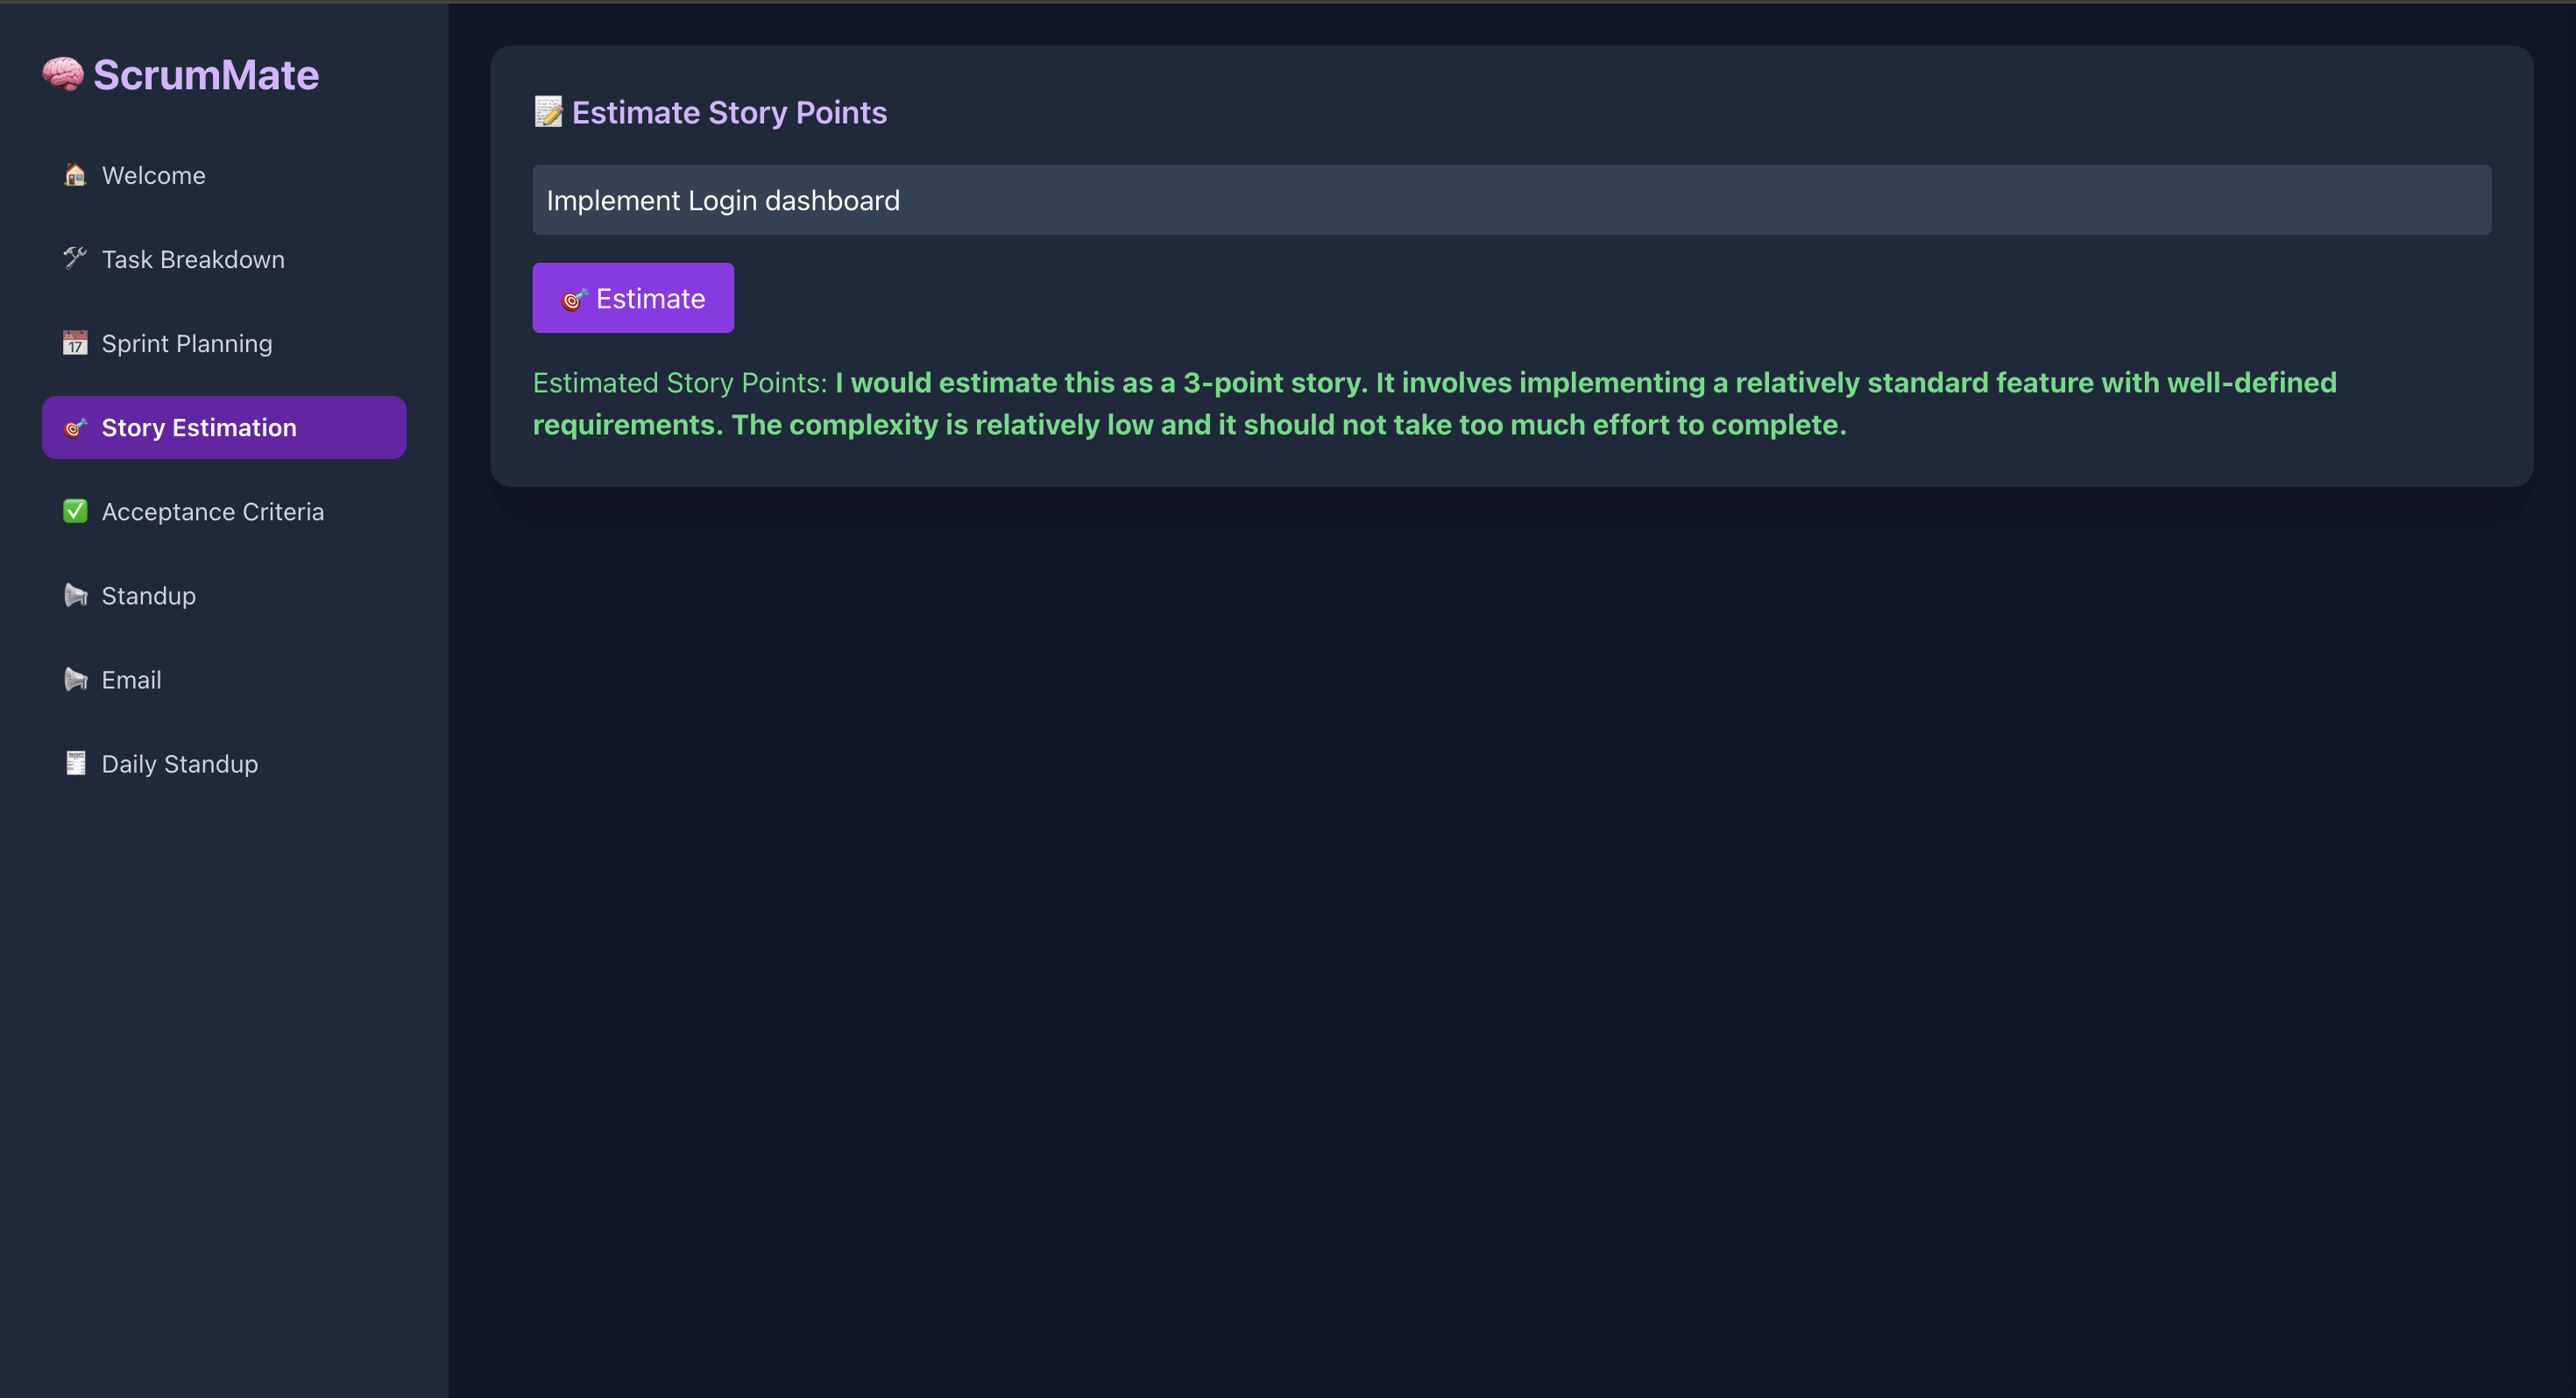 ScrumMate
Welcome
Task Breakdown
17
Sprint Planning
Story Estimation
Acceptance Criteria
Standup
Email
Daily Standup
Estimate Story Points
Implement Login dashboard
Estimate
Estimated Story Points: I would estimate this as a 3-point story. It involves implementing a relatively standard feature with well-defined
requirements. The complexity is relatively low and it should not take too much effort to complete.